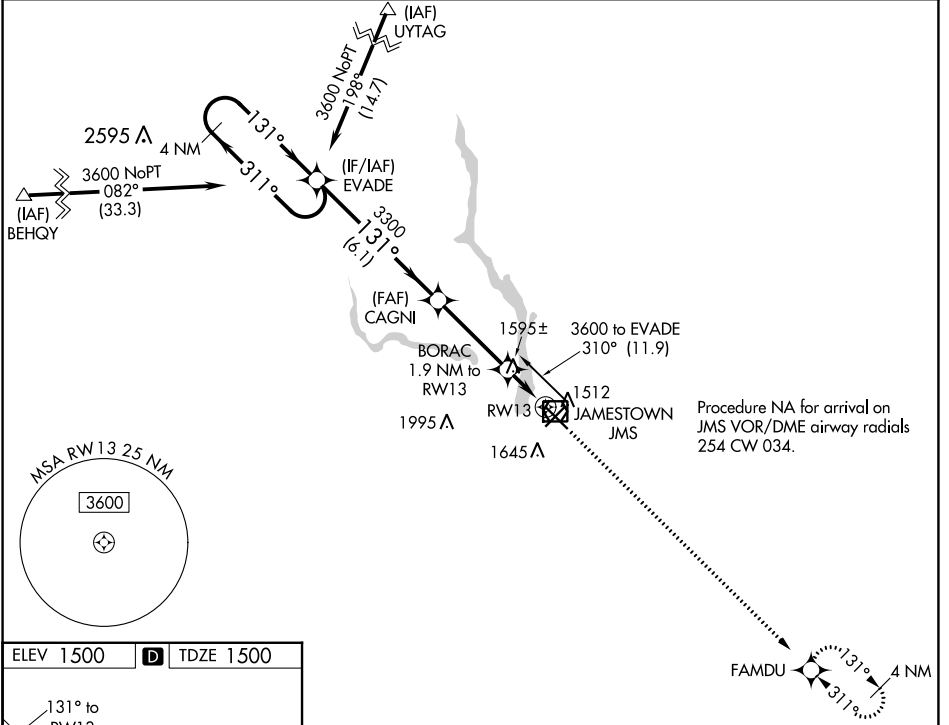 (IAF)
UYTAG
3600 NoPT
198°
(14.7)
2595
4 NM
131°
311°
3600 NoPT
082°
(33.3)
(IAF)
BEHQY
(IF/IAF)
EVADE
3300
131°
(6.1)
(FAF)
CAGNI
1595±
3600 to EVADE
310° (11.9)
BORAC
1.9 NM to
RW13
RW13
1512
JAMESTOWN
JMS
1995
1645
Procedure NA for arrival on
JMS VOR/DME airway radials
254 CW 034.
MSA RW13 25 NM
3600
FAMDU
131°
311°
4 NM
ELEV 1500 D TDZE 1500
131° to
RW13